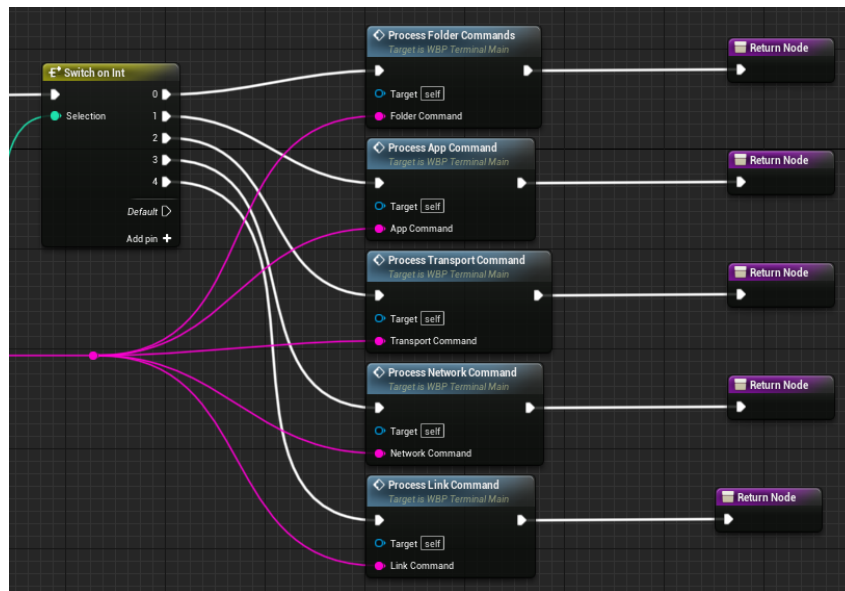 Switch on Int
0
Selection
1
2
3
4
Default
Add pin
Process Folder Commands
Target is WBP Terminal Main
Target self
Folder Command
Return Node
Process App Command
Target is WBP Terminal Main
Target self
App Command
Return Node
Process Transport Command
Target is WBP Terminal Main
Target self
Transport Command
Return Node
Process Network Command
Target is WBP Terminal Main
Target self
Network Command
Return Node
Process Link Command
Target is WBP Terminal Main
Target self
Link Command
Return Node